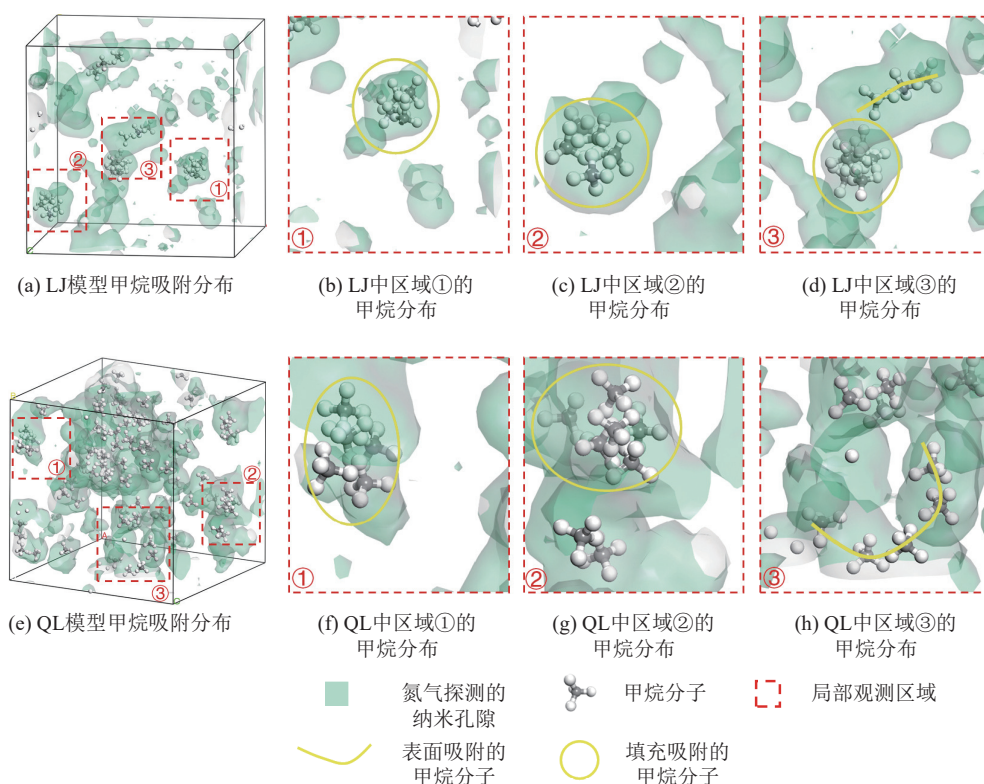 ②
③
①
①
②
③
(a) LJ模型甲烷吸附分布
(b) LJ中区域①的
甲烷分布
(c) LJ中区域②的
甲烷分布
(d) LJ中区域③的
甲烷分布
①
②
③
①
②
③
(e) QL模型甲烷吸附分布
(f) QL中区域①的
甲烷分布
(g) QL中区域②的
甲烷分布
(h) QL中区域③的
甲烷分布
氮气探测的
纳米孔隙
甲烷分子
局部观测区域
表面吸附的
甲烷分子
填充吸附的
甲烷分子